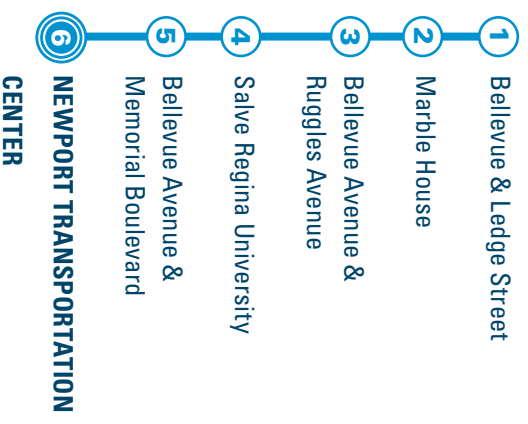 1
Bellevue & Ledge Street
2
Marble House
3
Bellevue Avenue &
Ruggles Avenue
4
Salve Regina University
5
Bellevue Avenue &
Memorial Boulevard
6
NEWPORT TRANSPORTATION
CENTER